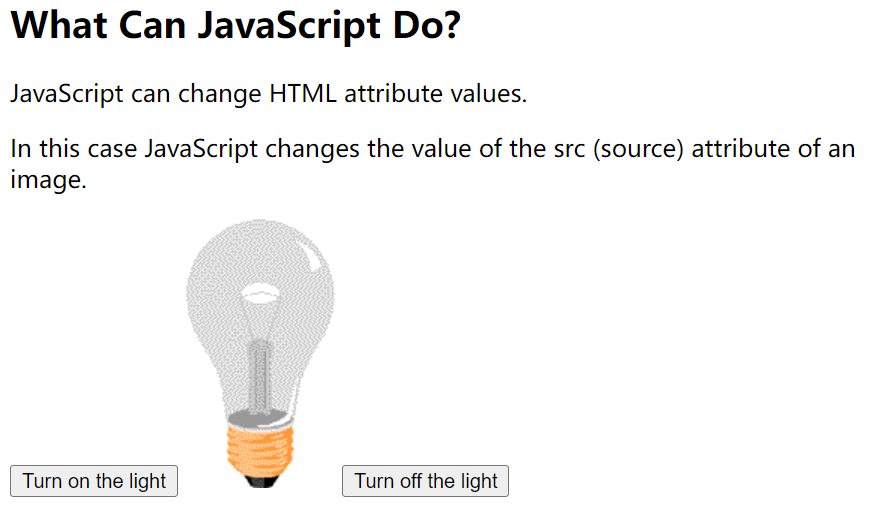 What Can JavaScript Do?
JavaScript can change HTML attribute values.
In this case JavaScript changes the value of the src (source) attribute of an
image.
Turn on the light
Turn off the light